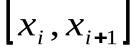 [x_i, x_{i+1}]